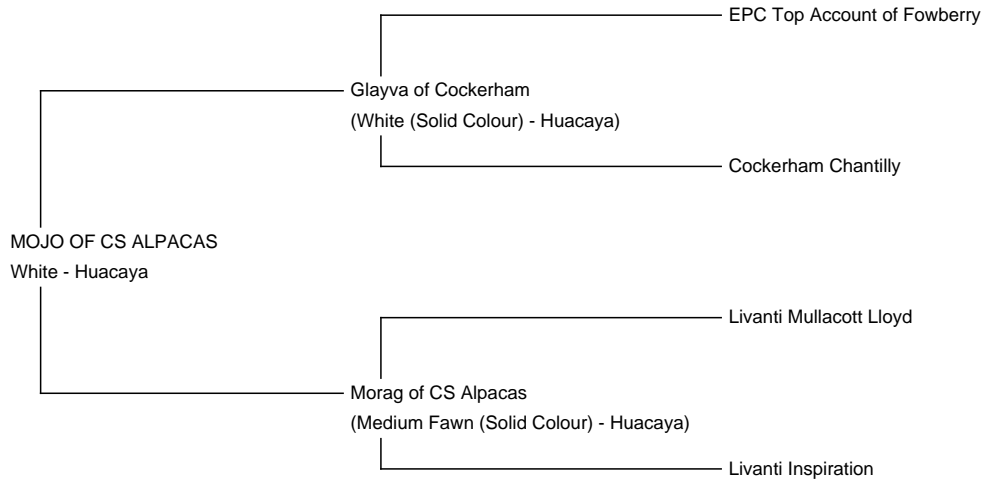 EPC Top Account of Fowberry
Glayva of Cockerham
(White (Solid Colour) - Huacaya)
Cockerham Chantilly
MOJO OF CS ALPACAS
White - Huacaya
Livanti Mullacott Lloyd
Morag of CS Alpacas
(Medium Fawn (Solid Colour) - Huacaya)
Livanti Inspiration